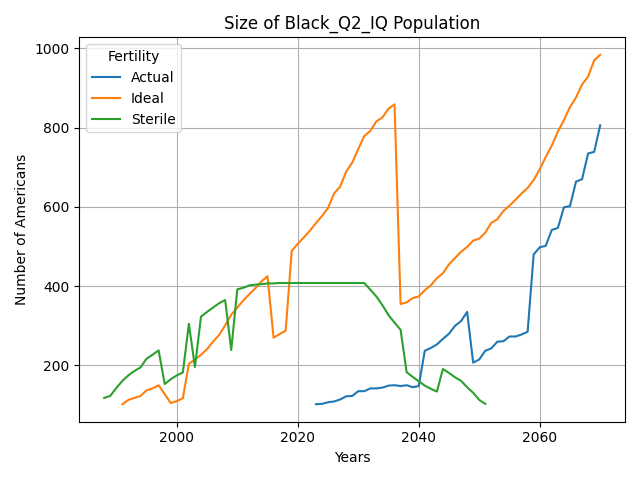 Size of Black_Q2_IQ Population
Fertility
Actual
Ideal
Sterile
Number of Americans
1000
800
600
400
200
2000
2020
2040
2060
Years